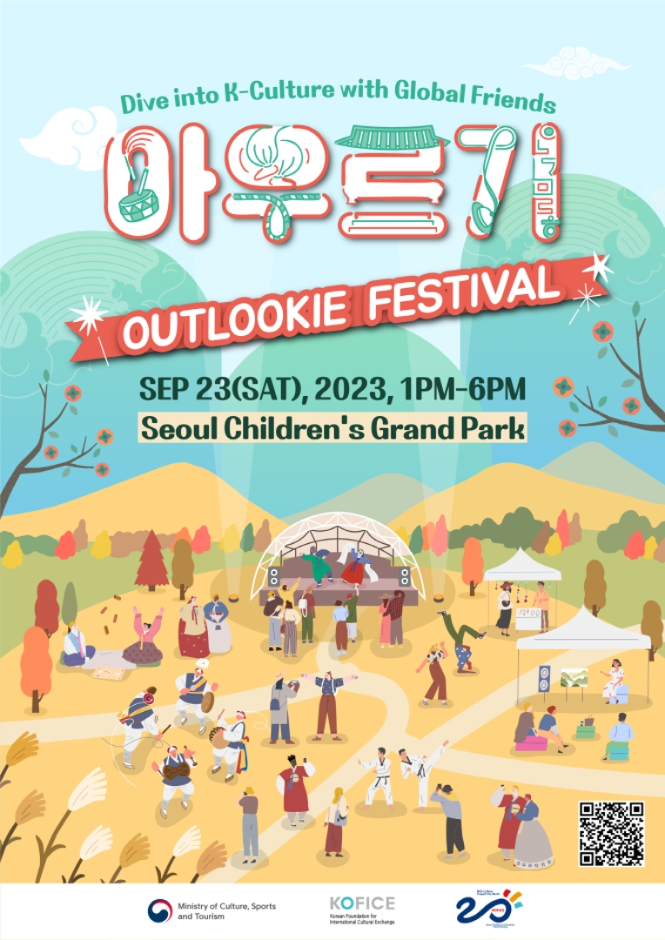 Dive into K-Culture with Global Friends
아우르기
OUTLOOKIE FESTIVAL
SEP 23(SAT), 2023, 1PM-6PM
Seoul Children's Grand Park
Ministry of Culture, Sports
and Tourism
KOFICE
Korean Foundation for
International Cultural Exchange